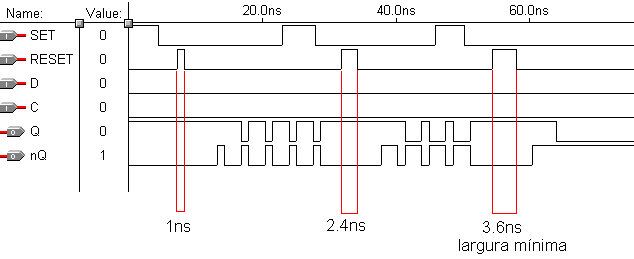 Name: Value: 20.0ns 40.0ns 60.0ns
SET 0
RESET 0
D 0
C 0
Q 0
nQ 1
1ns 2.4ns 3.6ns
largura mínima